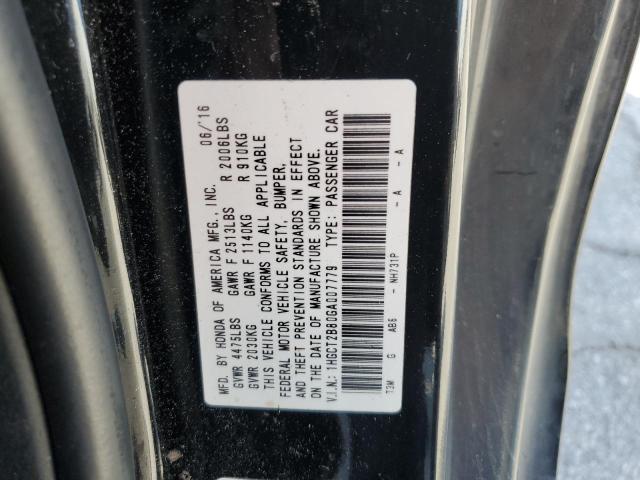 MFD. BY HONDA OF AMERICA MFG., INC. 06/'16
GVWR 4475LBS GAWR F 2513LBS R 2006LBS
GVWR 2030KG GAWR F 1140KG R 910KG
THIS VEHICLE CONFORMS TO ALL APPLICABLE
FEDERAL MOTOR VEHICLE SAFETY, BUMPER,
AND THEFT PREVENTION STANDARDS IN EFFECT
ON THE DATE OF MANUFACTURE SHOWN ABOVE.
V.I.N.: 1HGCT2B80GA007779 TYPE: PASSENGER CAR
T3M G AB6 - NH731P - A - A